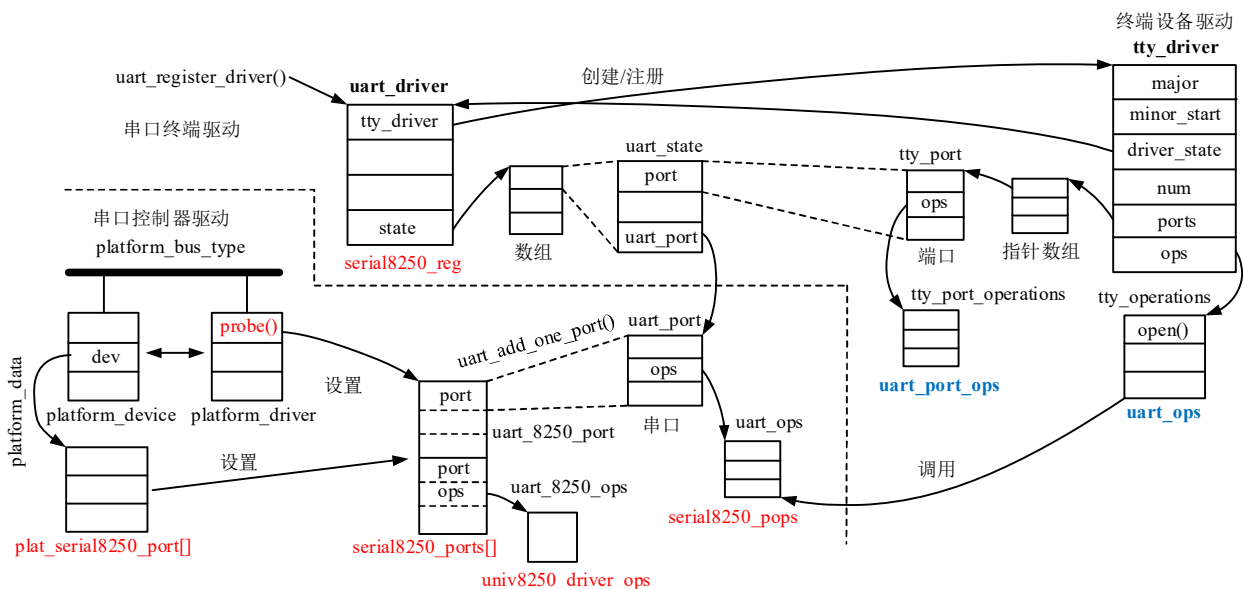 终端设备驱动
tty_driver
uart_register_driver()
uart_driver
创建/注册
major
tty_driver
minor_start
串口终端驱动
uart_state
tty_port
driver_state
port
num
串口控制器驱动
ops
ports
platform_bus_type
state
uart_port
数组
端口
指针数组
ops
serial8250_reg
tty_port_operations
tty_operations
probe()
uart_add_one_port()
uart_port
open()
dev
platform_data
设置
port
ops
uart_port_ops
uart_ops
platform_device
platform_driver
串口
uart_8250_port
uart_ops
设置
port
ops
uart_8250_ops
调用
serial8250_pops
plat_serial8250_port[]
serial8250_ports[]
univ8250_driver_ops